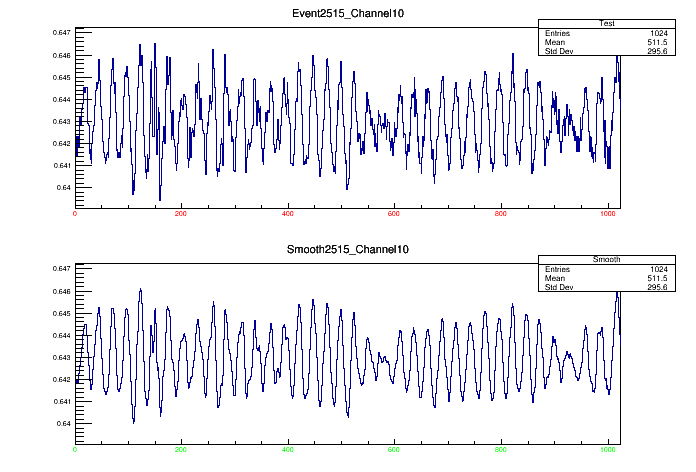 Event2515_Channel10
Test
Entries 1024
Mean 511.5
Std Dev 295.6
0.647
0.646
0.645
0.644
0.643
0.642
0.641
0.64
0 200 400 600 800 1000
Smooth2515_Channel10
Smooth
Entries 1024
Mean 511.5
Std Dev 295.6
0.647
0.646
0.645
0.644
0.643
0.642
0.641
0.64
0 200 400 600 800 1000